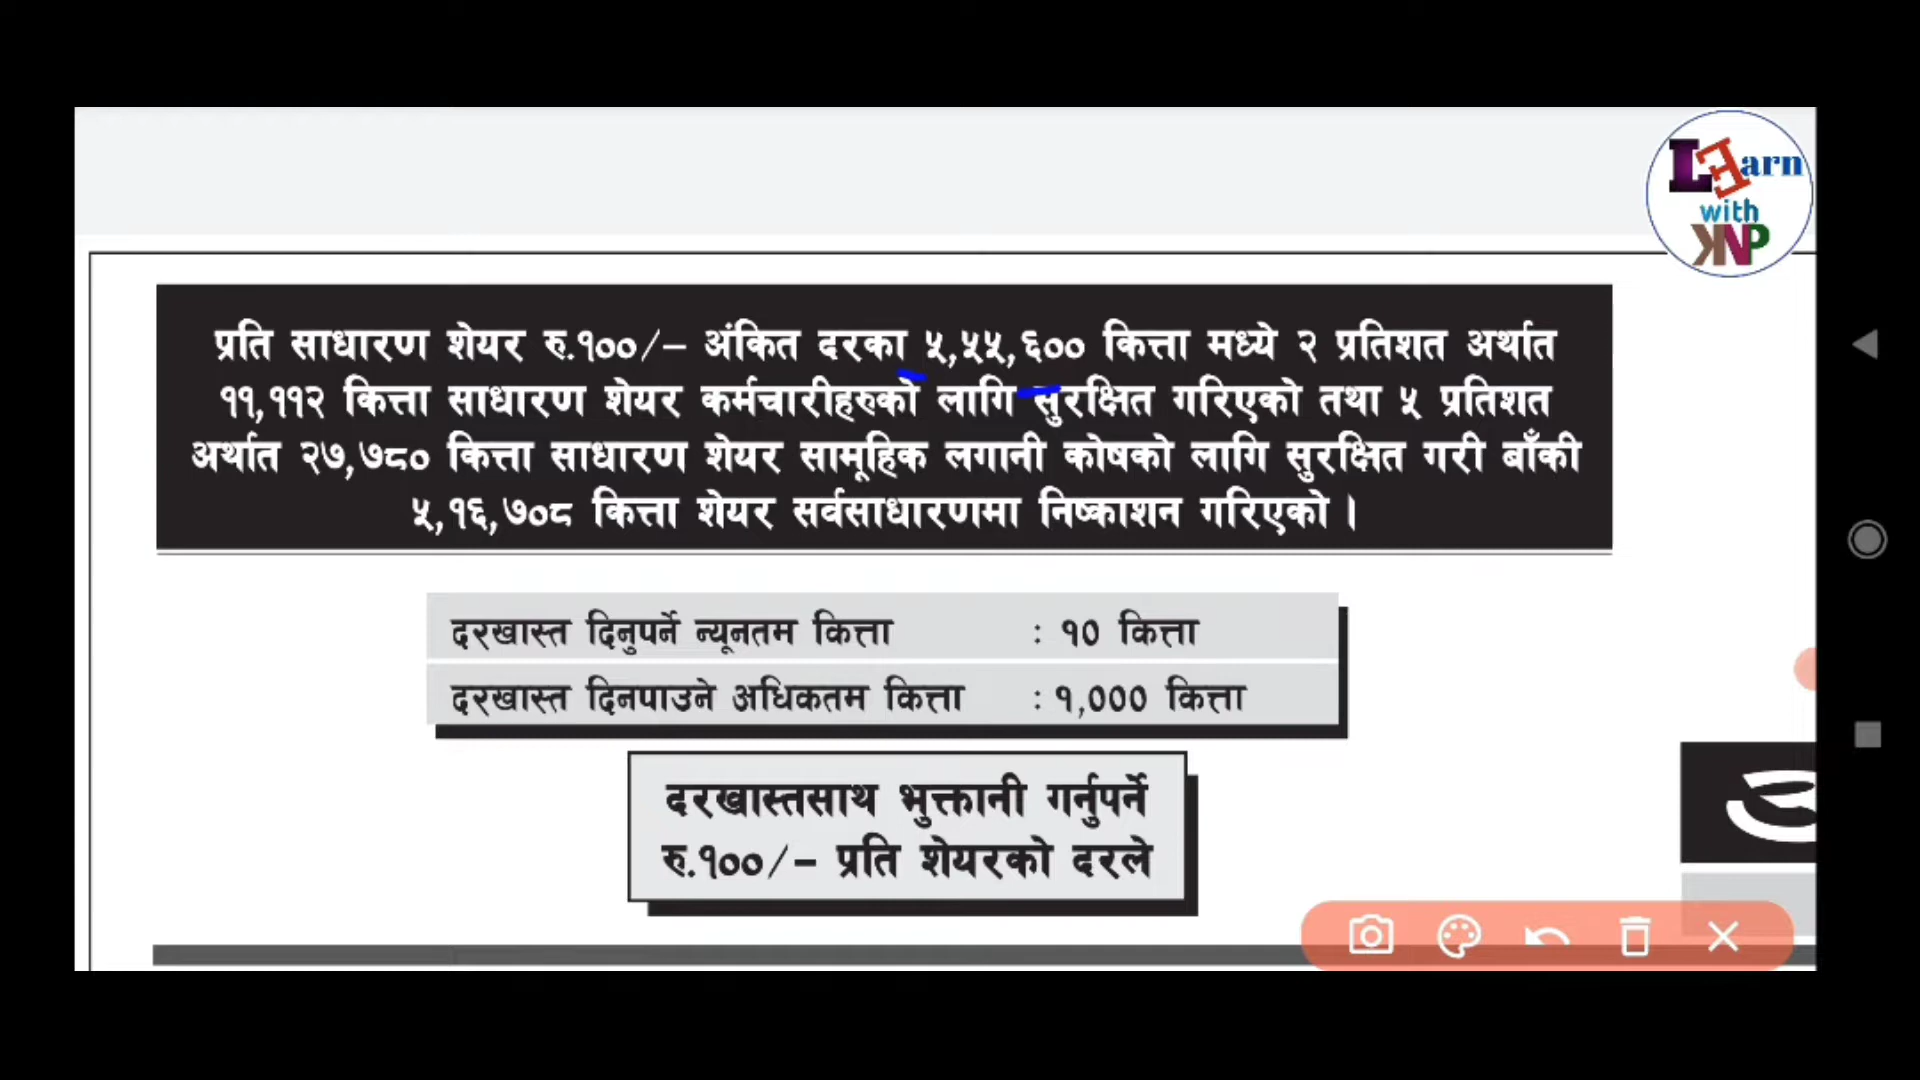 LEarn
with
KNP
प्रति साधारण शेयर रु.१००/- अंकित दरका ५,५५,६०० कित्ता मध्ये २ प्रतिशत अर्थात
११,११२ कित्ता साधारण शेयर कर्मचारीहरुको लागि सुरक्षित गरिएको तथा ५ प्रतिशत
अर्थात २७,७८० कित्ता साधारण शेयर सामूहिक लगानी कोषको लागि सुरक्षित गरी बाँकी
५,१६,७०८ कित्ता शेयर सर्वसाधारणमा निष्काशन गरिएको ।
दरखास्त दिनुपर्ने न्यूनतम कित्ता : १० कित्ता
दरखास्त दिनपाउने अधिकतम कित्ता : १,००० कित्ता
दरखास्तसाथ भुक्तानी गर्नुपर्ने
रु.१००/- प्रति शेयरको दरले